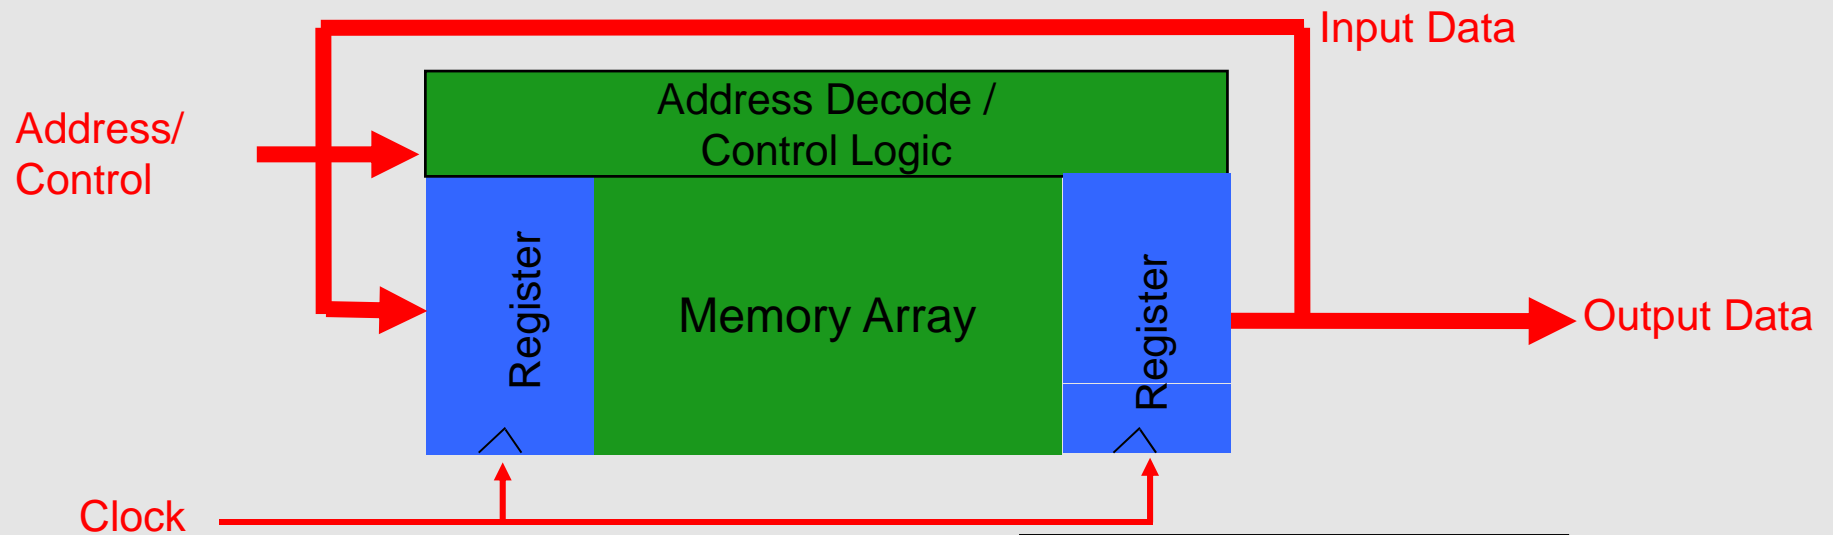 Input Data
Address Decode /
Control Logic
Address/
Control
Register
Memory Array
Register
Output Data
Clock